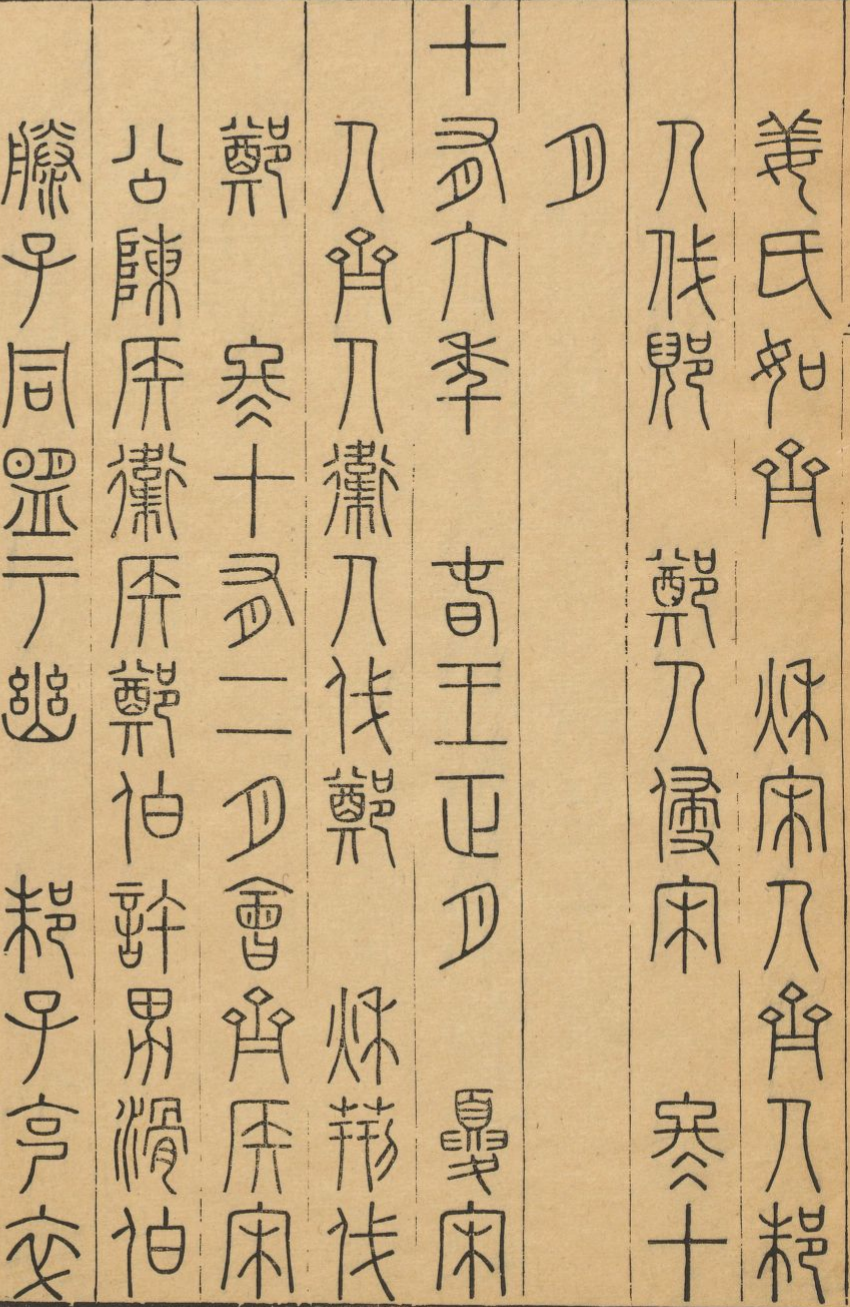 姜氏如齊　秋宋人齊人邾
人伐郳　鄭人侵宋　冬十
月
十有六年　春王正月　夏宋
人齊人衛人伐鄭　秋荊伐
鄭　冬十有二月會齊侯宋
公陳侯衛侯鄭伯許男滑伯
滕子同盟于幽　邾子克卒